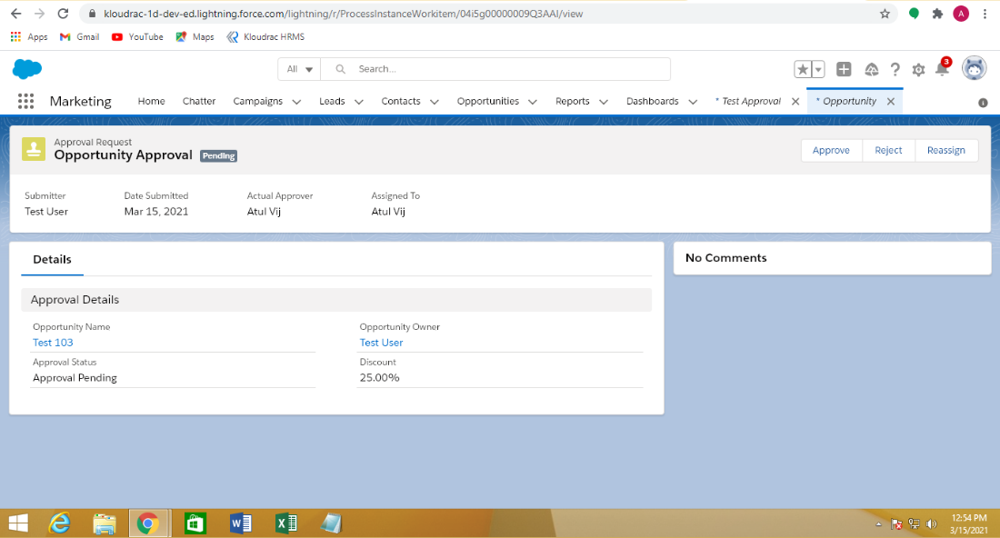 kloudrac-1d-dev-ed.lightning.force.com/lightning/r/ProcessInstanceWorkitem/04i5g00000009Q3AAI/view
A
Apps Gmail YouTube Maps Kloudrac HRMS
All Search...
3
Marketing Home Chatter Campaigns Leads Contacts Opportunities Reports Dashboards * Test Approval * Opportunity
Approval Request
Opportunity Approval Pending
Approve Reject Reassign
Submitter Date Submitted Actual Approver Assigned To
Test User Mar 15, 2021 Atul Vij Atul Vij
Details
No Comments
Approval Details
Opportunity Name Opportunity Owner
Test 103 Test User
Approval Status Discount
Approval Pending 25.00%
12:54 PM
3/15/2021